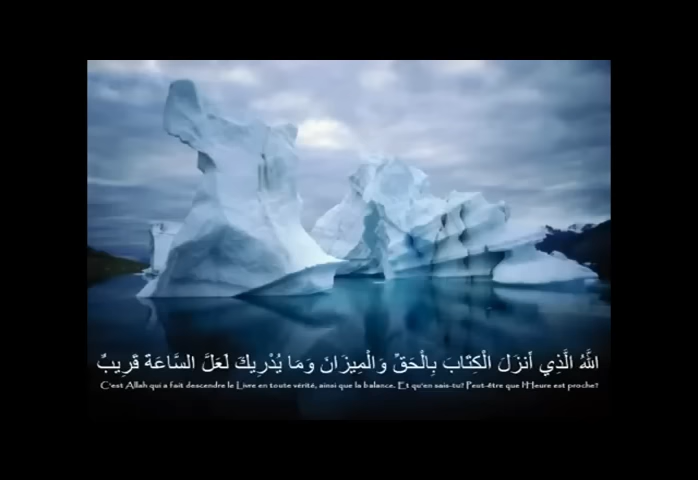 اللَّهُ الَّذِي أَنزَلَ الْكِتَابَ بِالْحَقِّ وَالْمِيزَانَ وَمَا يُدْرِيكَ لَعَلَّ السَّاعَةَ قَرِيبٌ
C'est Allah qui a fait descendre le Livre en toute vérité, ainsi que la balance. Et qu'en sais-tu? Peut-être que l'Heure est proche?